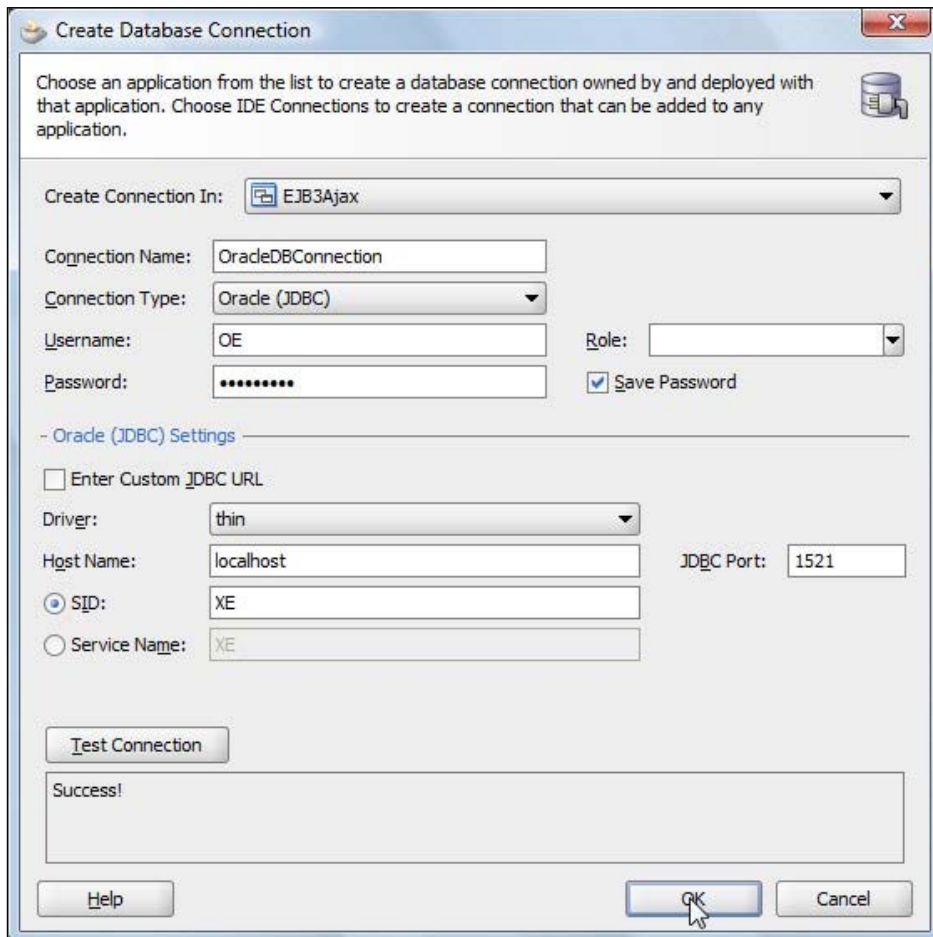 Create Database Connection
Choose an application from the list to create a database connection owned by and deployed with
that application. Choose IDE Connections to create a connection that can be added to any
application.
Create Connection In: EJB3Ajax
Connection Name: OracleDBConnection
Connection Type: Oracle (JDBC)
Username: OE Role:
Password: ••••••••• Save Password
Oracle (JDBC) Settings
Enter Custom JDBC URL
Driver: thin
Host Name: localhost JDBC Port: 1521
SID: XE
Service Name: XE
Test Connection
Success!
Help OK Cancel